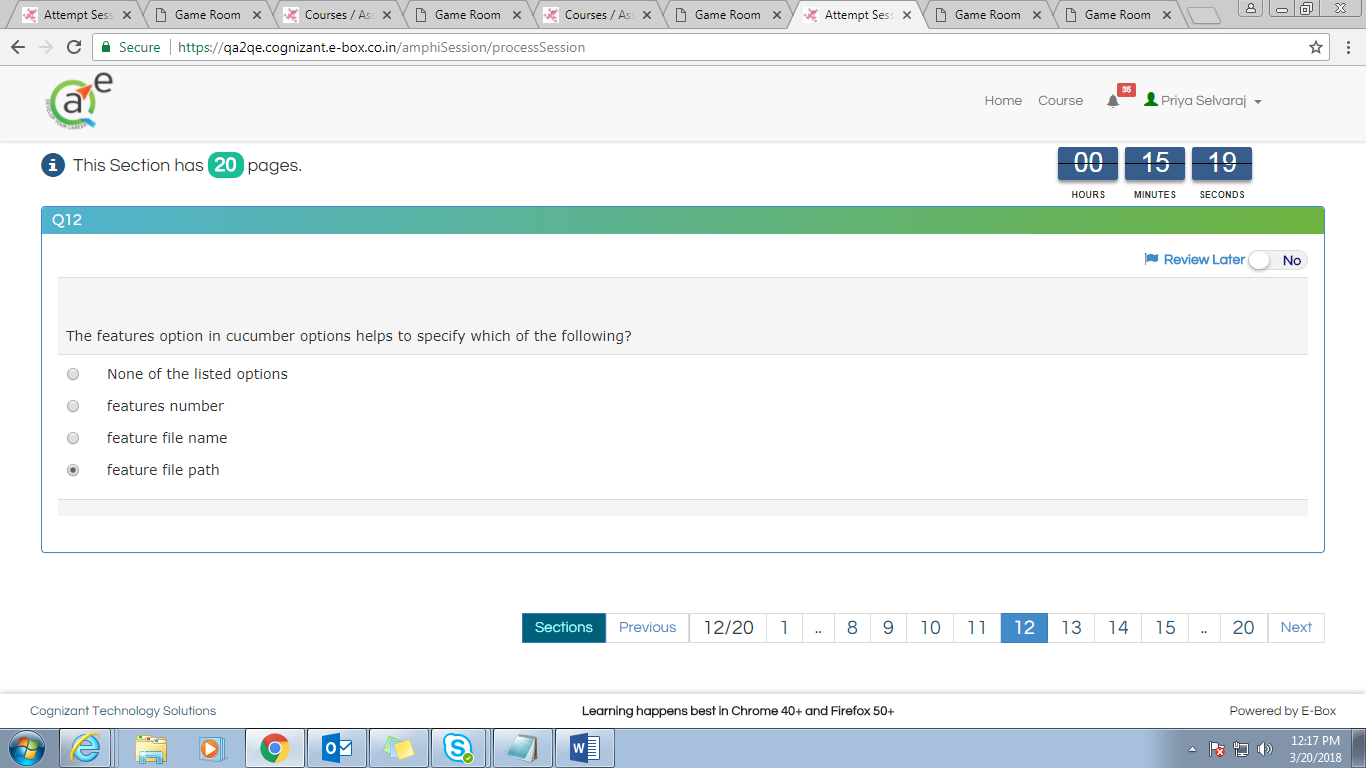 Attempt Sess
Game Room
Courses / Ass
Game Room
Courses / Ass
Game Room
Attempt Sess
Game Room
Game Room
Secure
https://qa2qe.cognizant.e-box.co.in/amphiSession/processSession
a e
Home
Course
35
Priya Selvaraj
This Section has 20 pages.
00 15 19
HOURS MINUTES SECONDS
Q12
Review Later No
The features option in cucumber options helps to specify which of the following?
None of the listed options
features number
feature file name
feature file path
Sections Previous 12/20 1 .. 8 9 10 11 12 13 14 15 .. 20 Next
Cognizant Technology Solutions
Learning happens best in Chrome 40+ and Firefox 50+
Powered by E-Box
12:17 PM
3/20/2018